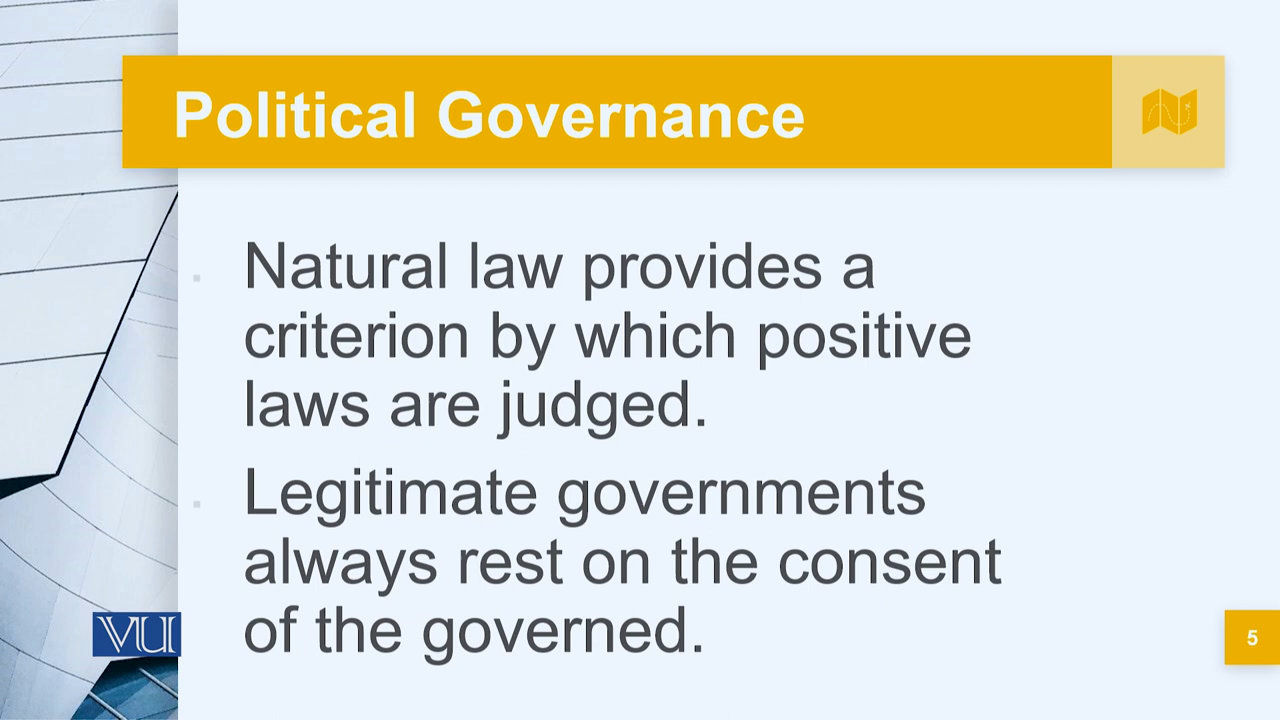 Political Governance
Natural law provides a
criterion by which positive
laws are judged.
Legitimate governments
always rest on the consent
of the governed.
VU
5